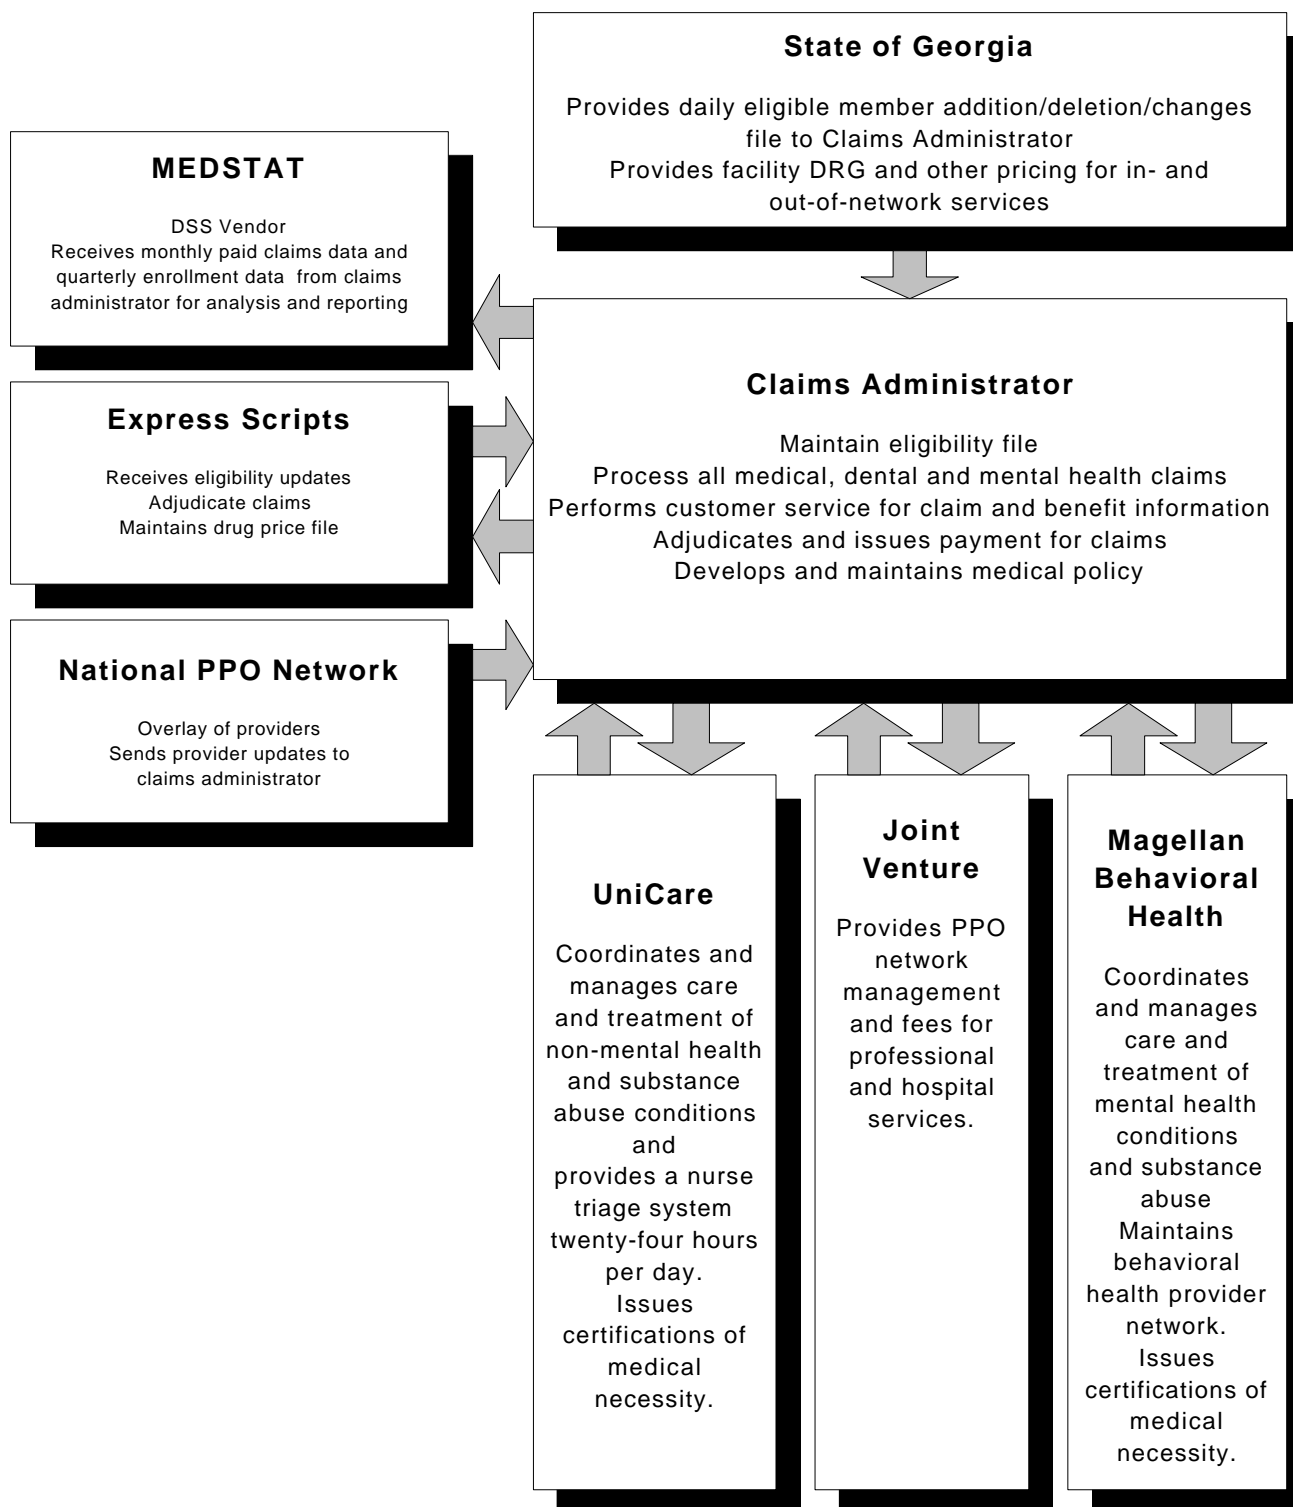 State of Georgia
Provides daily eligible member addition/deletion/changes
file to Claims Administrator
Provides facility DRG and other pricing for in- and
out-of-network services
MEDSTAT
DSS Vendor
Receives monthly paid claims data and
quarterly enrollment data from claims
administrator for analysis and reporting
Express Scripts
Receives eligibility updates
Adjudicate claims
Maintains drug price file
National PPO Network
Overlay of providers
Sends provider updates to
claims administrator
Claims Administrator
Maintain eligibility file
Process all medical, dental and mental health claims
Performs customer service for claim and benefit information
Adjudicates and issues payment for claims
Develops and maintains medical policy
UniCare
Coordinates and
manages care
and treatment of
non-mental health
and substance
abuse conditions
and
provides a nurse
triage system
twenty-four hours
per day.
Issues
certifications of
medical
necessity.
Joint
Venture
Provides PPO
network
management
and fees for
professional
and hospital
services.
Magellan
Behavioral
Health
Coordinates
and manages
care and
treatment of
mental health
conditions
and substance
abuse
Maintains
behavioral
health provider
network.
Issues
certifications of
medical
necessity.